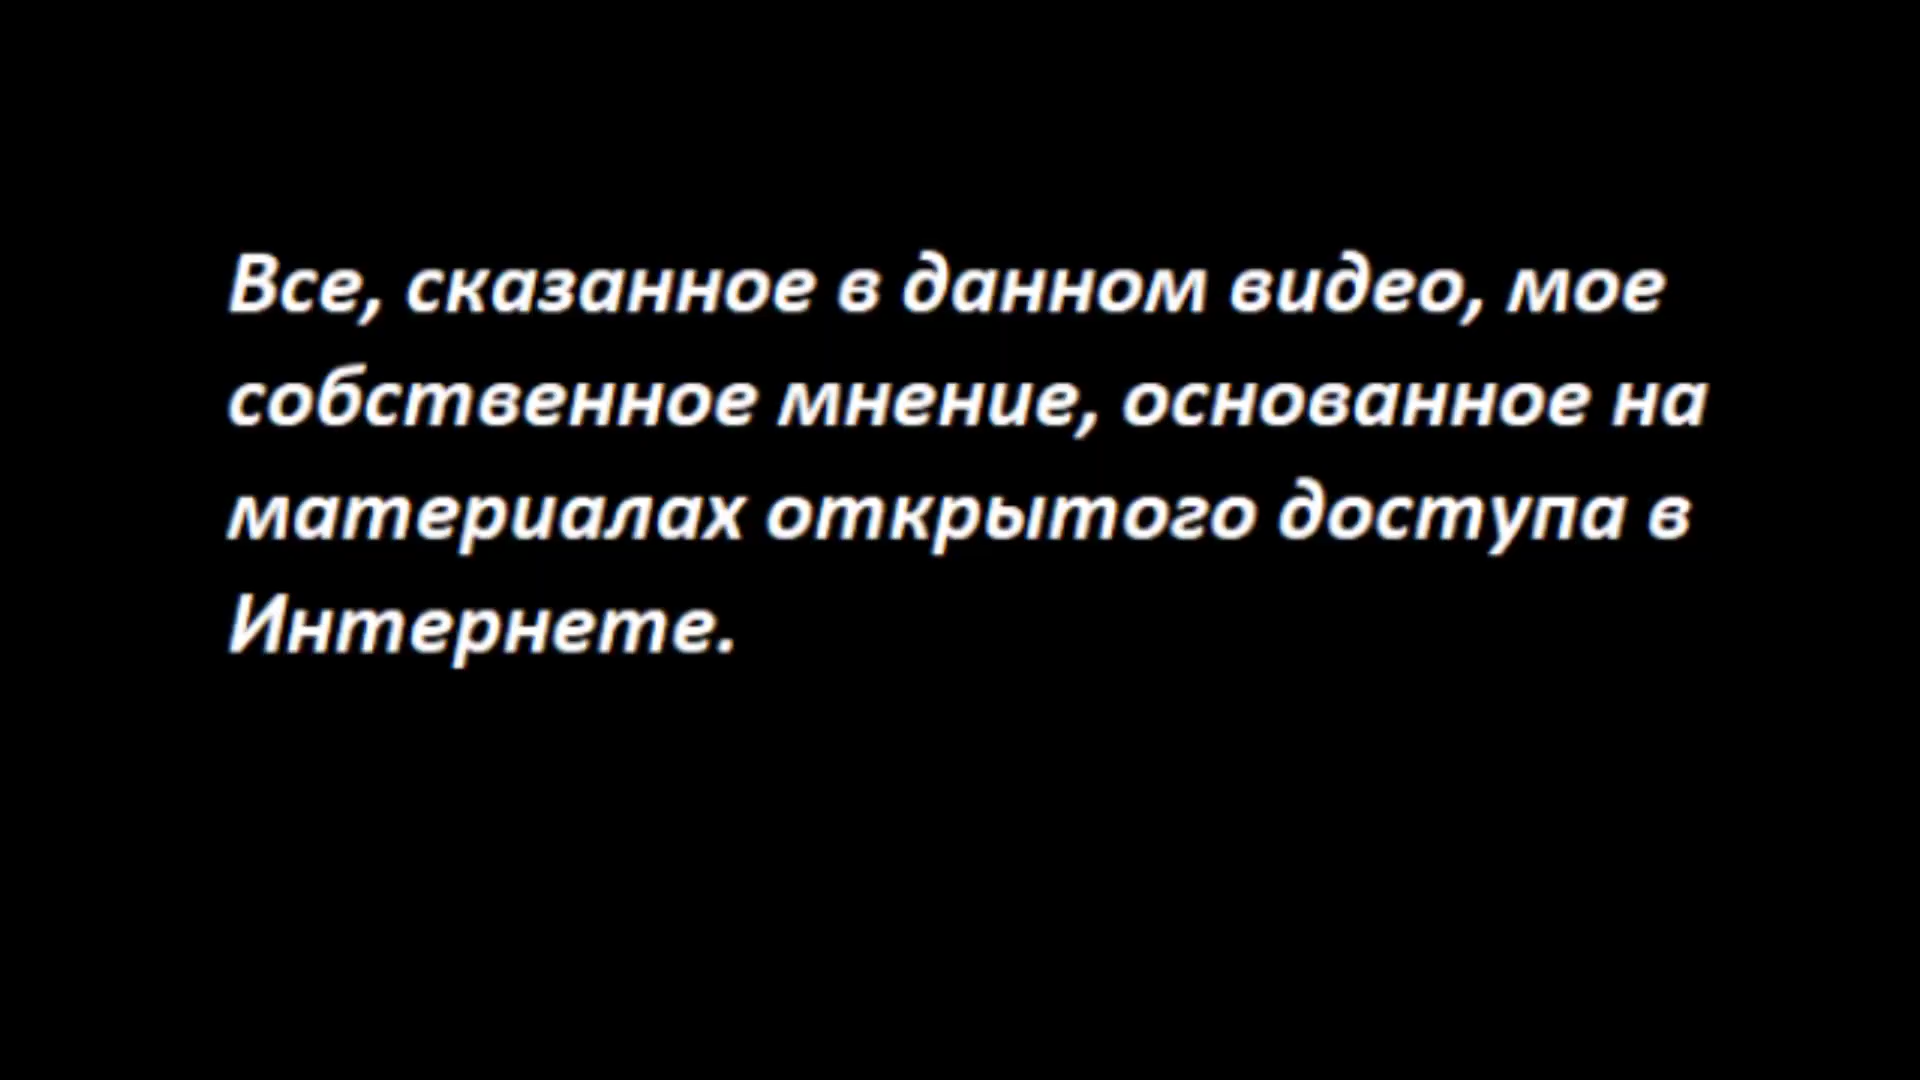 Все, сказанное в данном видео, мое
собственное мнение, основанное на
материалах открытого доступа в
Интернете.